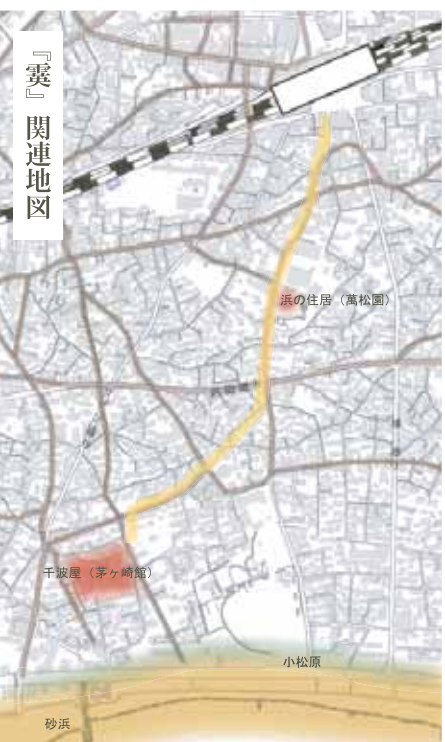 『霙』関連地図
浜の住居（萬松園）
千波屋（茅ヶ崎館）
小松原
砂浜